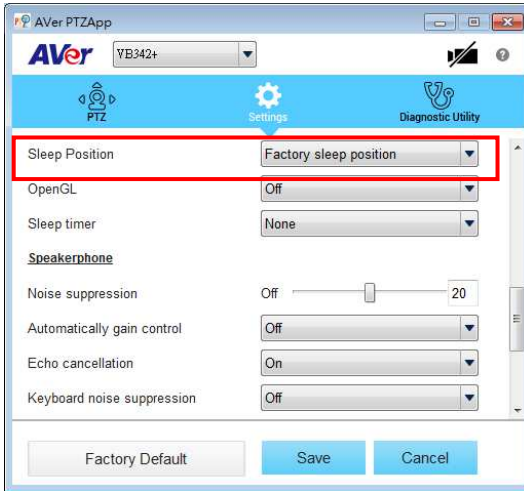 AVer PTZApp
AVer VB342+
PTZ Settings Diagnostic Utility
Sleep Position Factory sleep position
OpenGL Off
Sleep timer None
Speakerphone
Noise suppression Off 20
Automatically gain control Off
Echo cancellation On
Keyboard noise suppression Off
Factory Default Save Cancel